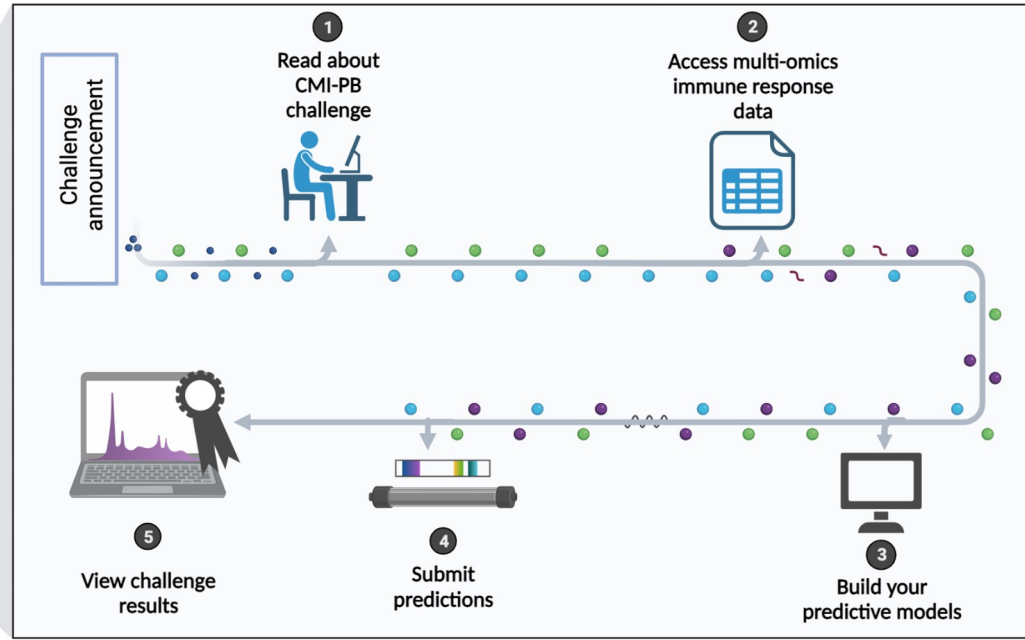 Challenge
announcement
1
Read about
CMI-PB
challenge
2
Access multi-omics
immune response
data
3
Build your
predictive models
4
Submit
predictions
5
View challenge
results